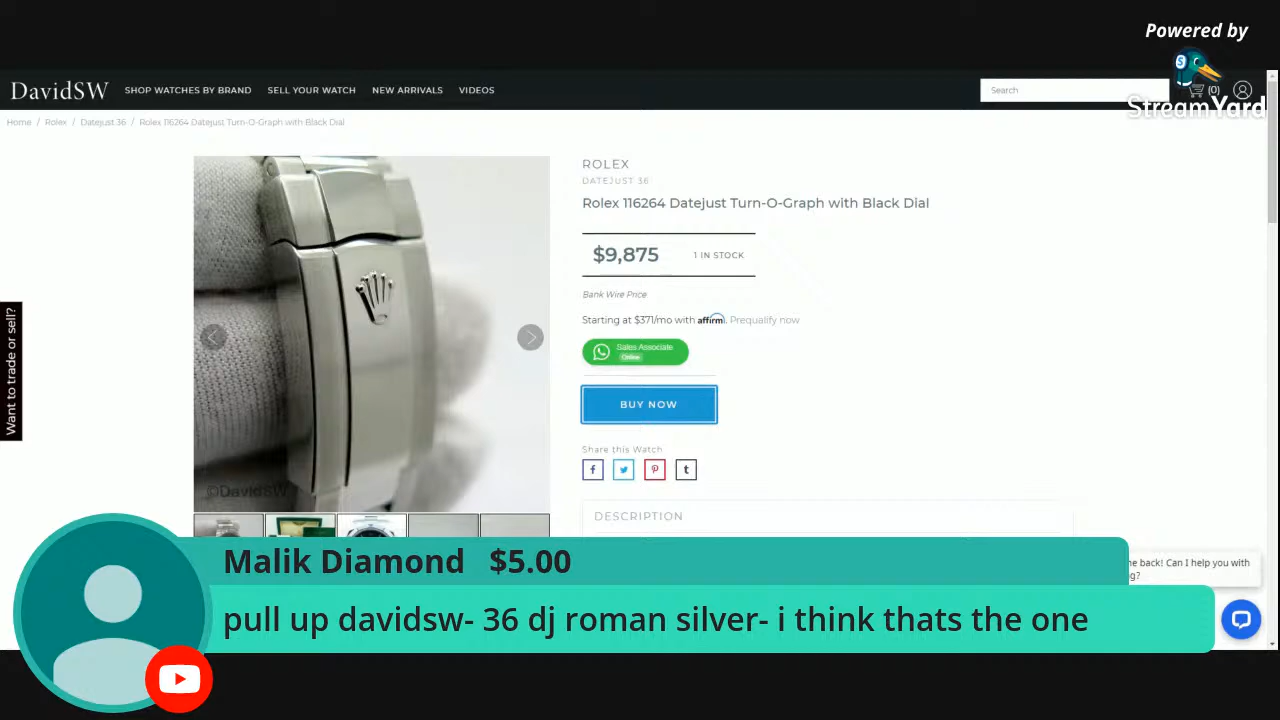 Powered by
StreamYard
DavidSW
SHOP WATCHES BY BRAND SELL YOUR WATCH NEW ARRIVALS VIDEOS
Search
(0)
Home / Rolex / Datejust 36 / Rolex 116264 Datejust Turn-O-Graph with Black Dial
ROLEX
DATEJUST 36
Rolex 116264 Datejust Turn-O-Graph with Black Dial
$9,875 1 IN STOCK
Bank Wire Price
Starting at $371/mo with affirm. Prequalify now
Sales Associate
Online
BUY NOW
Share this Watch
Want to trade or sell?
©DavidSW
DESCRIPTION
Malik Diamond $5.00
back! Can I help you with
pull up davidsw- 36 dj roman silver- i think thats the one